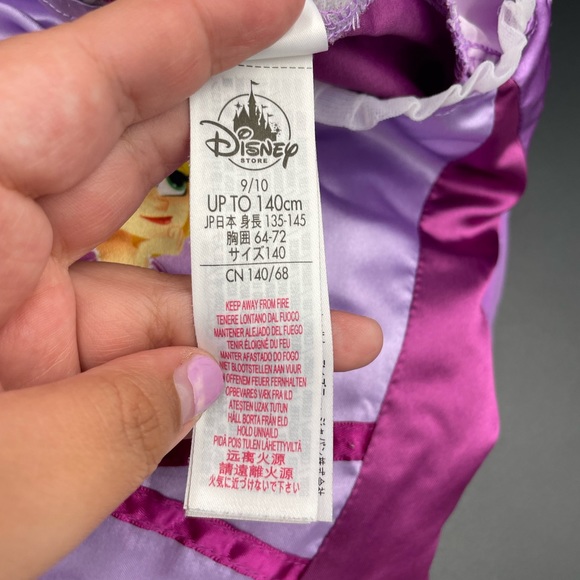 Disney
STORE
9/10
UP TO 140cm
JP日本 身長 135-145
胸囲 64-72
サイズ140
CN 140/68
KEEP AWAY FROM FIRE
TENERE LONTANO DAL FUOCO
MANTENER ALEJADO DEL FUEGO
TENIR ÉLOIGNÉ DU FEU
MANTER AFASTADO DO FOGO
NIET BLOOTSTELLEN AAN VUUR
OFFENEM FEUER FERNHALTEN
OPBEVARES VÆK FRA ILD
ATEŞTEN UZAK TUTUN
HÅLL BORTA FRÅN ELD
HOLD UNNAILD
PIDÄ POIS TULEN LÄHETTYVILTÄ
远离火源
請遠離火源
火気に近づけないで下さい